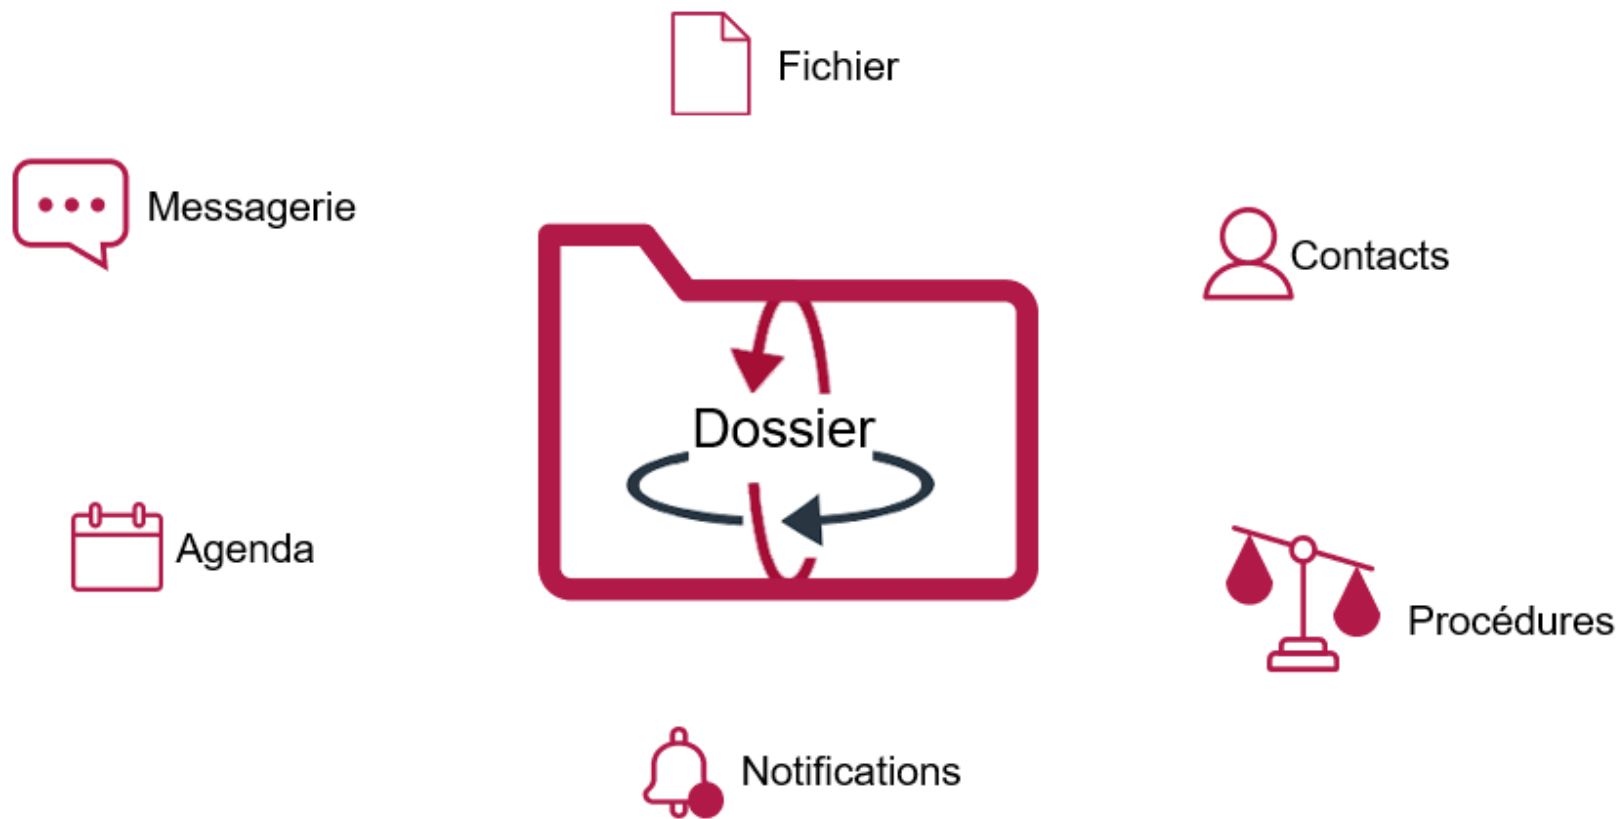 Fichier
Messagerie
Contacts
Dossier
Agenda
Procédures
Notifications